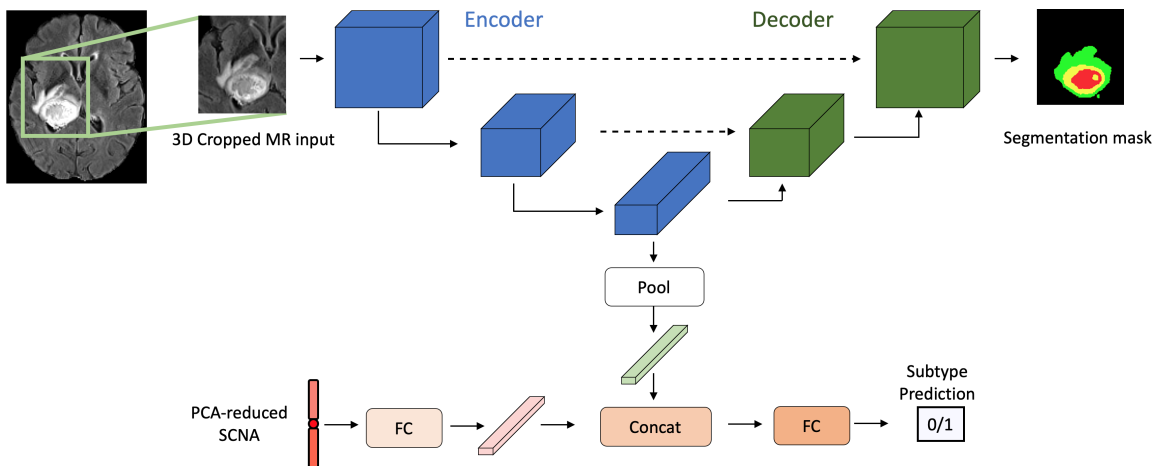 Encoder
Decoder
3D Cropped MR input
Segmentation mask
Pool
Subtype
Prediction
PCA-reduced
SCNA
FC
Concat
FC
0/1